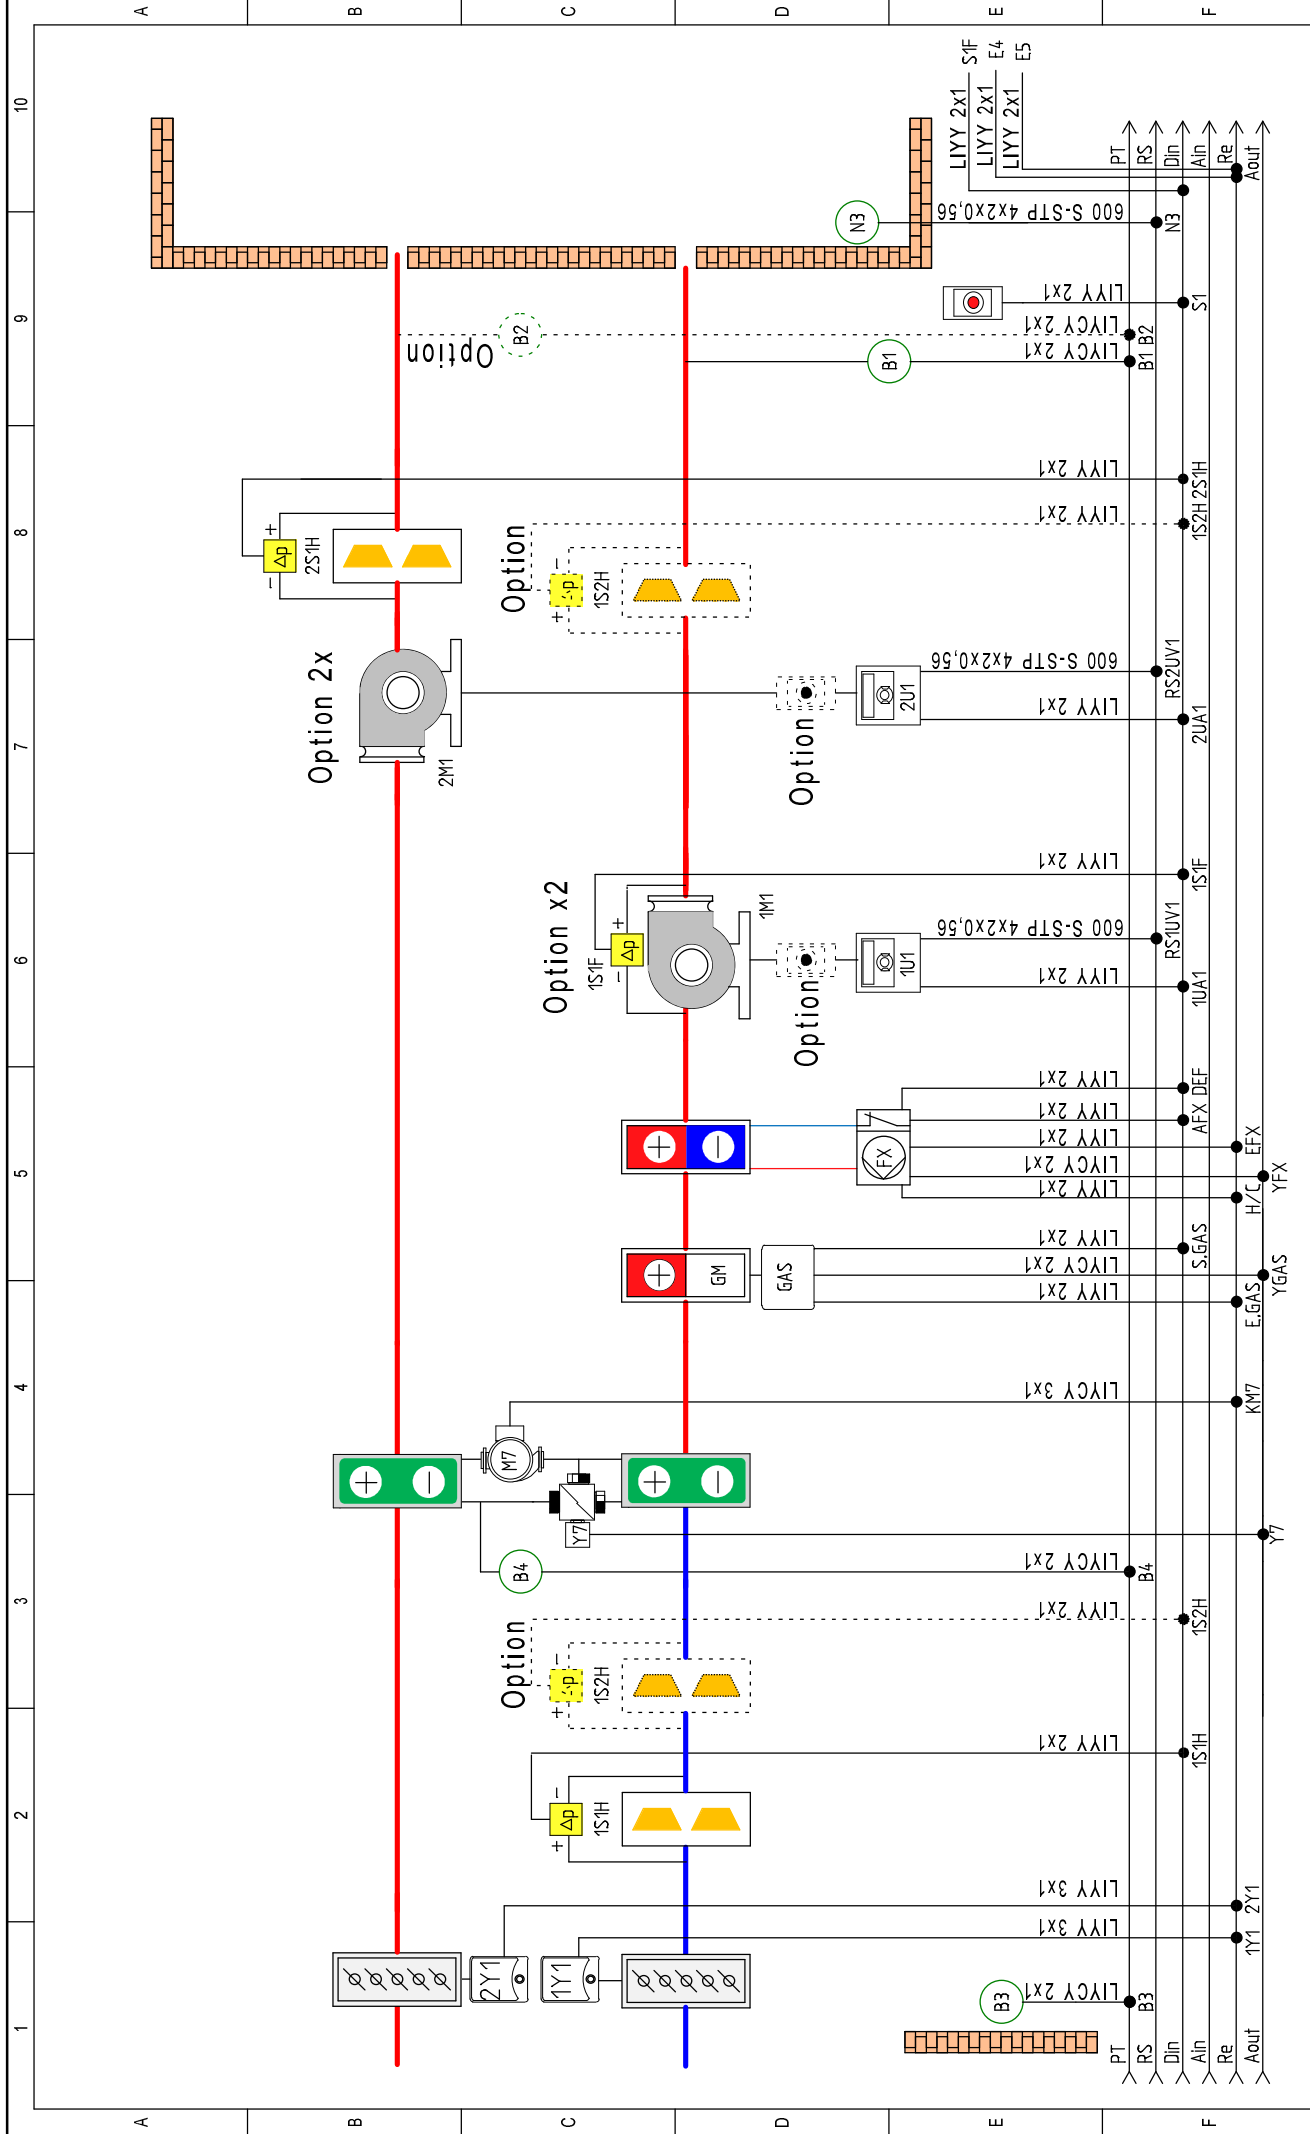 1 2 3 4 5 6 7 8 9 10
A A
B B
C C
D D
E E
F F
Option 2x
2M1
- Δp +
2S1H
Option
B2
2Y1
1Y1
+ Δp -
1S1H
Option
+ Δp -
1S2H
B4
Y7
M7
Option x2
1S1F
- Δp +
1M1
Option
+ Δp -
1S2H
GM
GAS
FX
Option
1U1
Option
2U1
B1
N3
B3
S1F
E4
E5
LIYY 2x1
LIYY 2x1
LIYY 2x1
LIYCY 2x1
LIYY 3x1
LIYY 3x1
LIYY 2x1
LIYY 2x1
LIYCY 2x1
LIYCY 3x1
LIYY 2x1
LIYCY 2x1
LIYY 2x1
LIYY 2x1
LIYCY 2x1
LIYY 2x1
LIYY 2x1
LIYY 2x1
LIYY 2x1
600 S-STP 4x2x0,56
LIYY 2x1
LIYY 2x1
600 S-STP 4x2x0,56
LIYY 2x1
LIYY 2x1
LIYCY 2x1
LIYCY 2x1
LIYY 2x1
600 S-STP 4x2x0,56
PT PT
RS B3 B4 B1 B2 RS
Din RS1UV1 RS2UV1 N3 Din
Ain 1S1H 1S2H S.GAS AFX DEF 1UA1 1S1F 2UA1 1S2H 2S1H S1 Ain
Re Re
Aout 1Y1 2Y1 KM7 E.GAS H/C EFX Aout
Y7 YGAS YFX